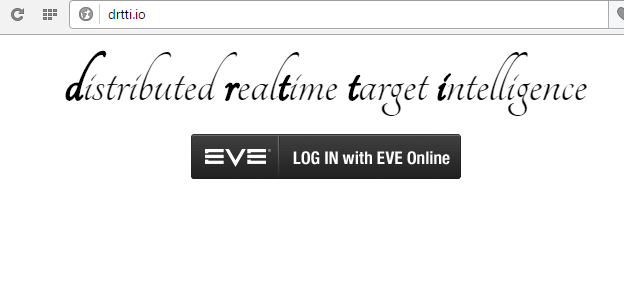 drtti.io
distributed realtime target intelligence
EVE® LOG IN with EVE Online